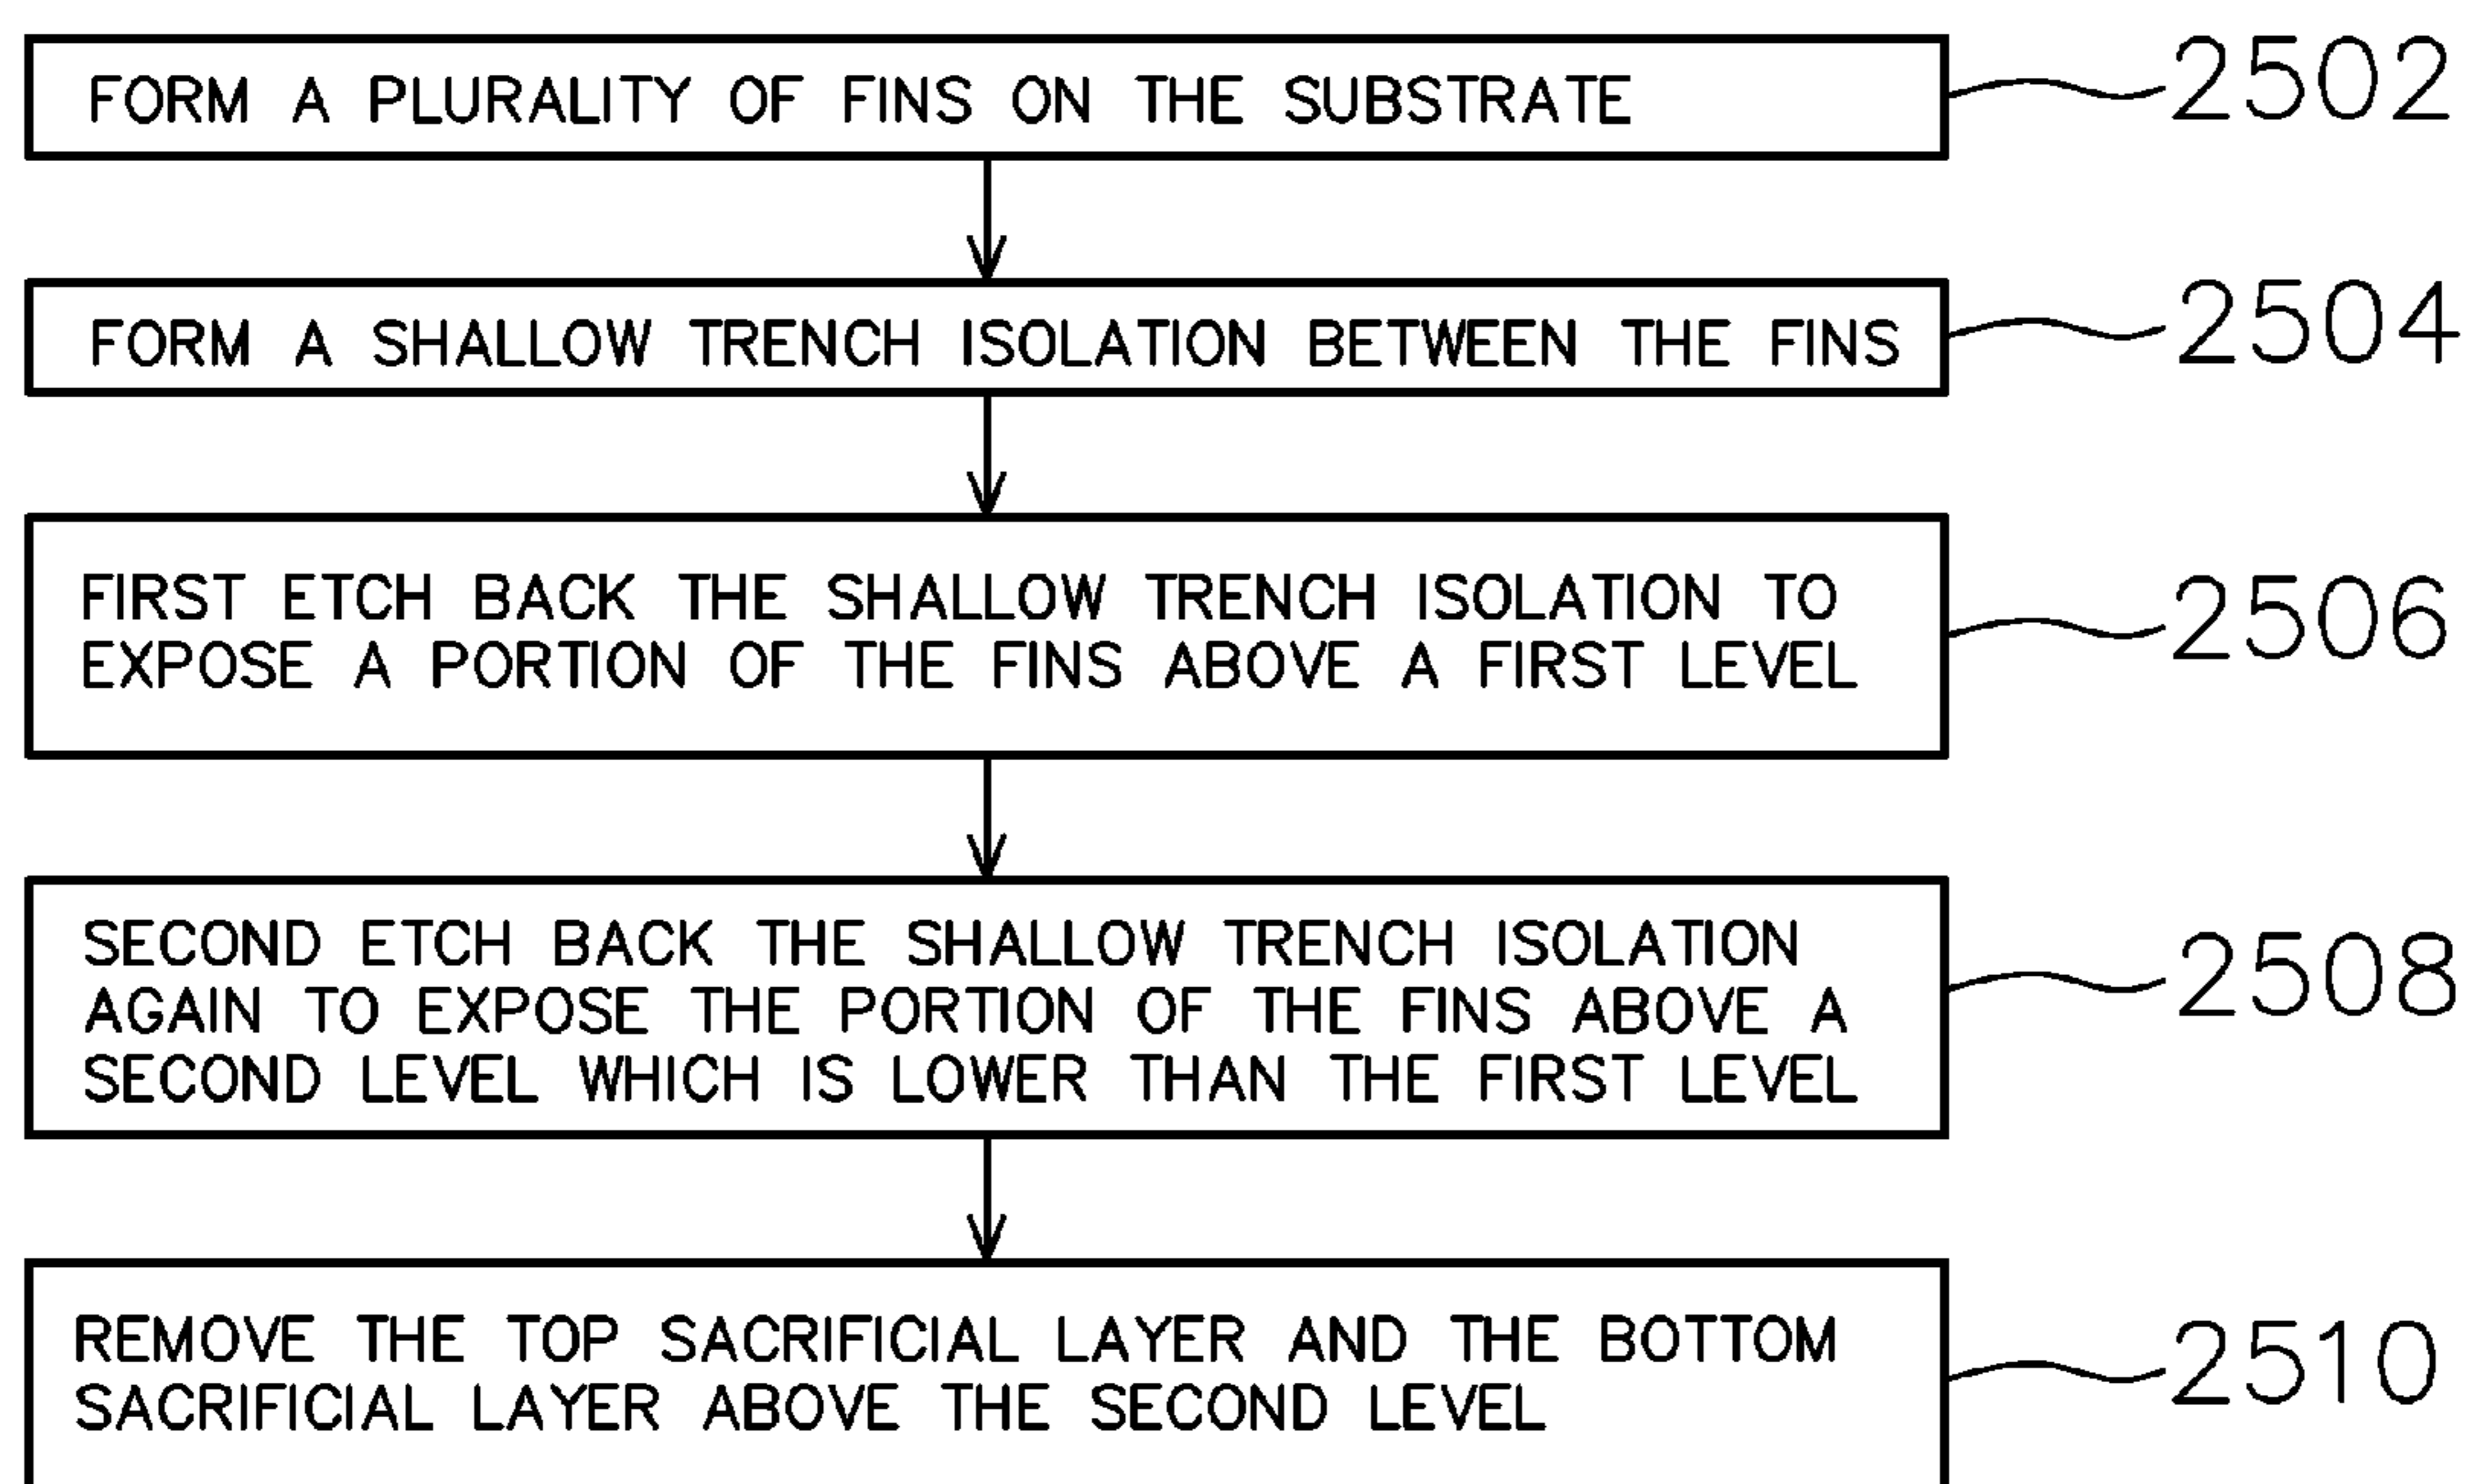 FORM A PLURALITY OF FINS ON THE SUBSTRATE
2502
FORM A SHALLOW TRENCH ISOLATION BETWEEN THE FINS
2504
FIRST ETCH BACK THE SHALLOW TRENCH ISOLATION TO
EXPOSE A PORTION OF THE FINS ABOVE A FIRST LEVEL
2506
SECOND ETCH BACK THE SHALLOW TRENCH ISOLATION
AGAIN TO EXPOSE THE PORTION OF THE FINS ABOVE A
SECOND LEVEL WHICH IS LOWER THAN THE FIRST LEVEL
2508
REMOVE THE TOP SACRIFICIAL LAYER AND THE BOTTOM
SACRIFICIAL LAYER ABOVE THE SECOND LEVEL
2510